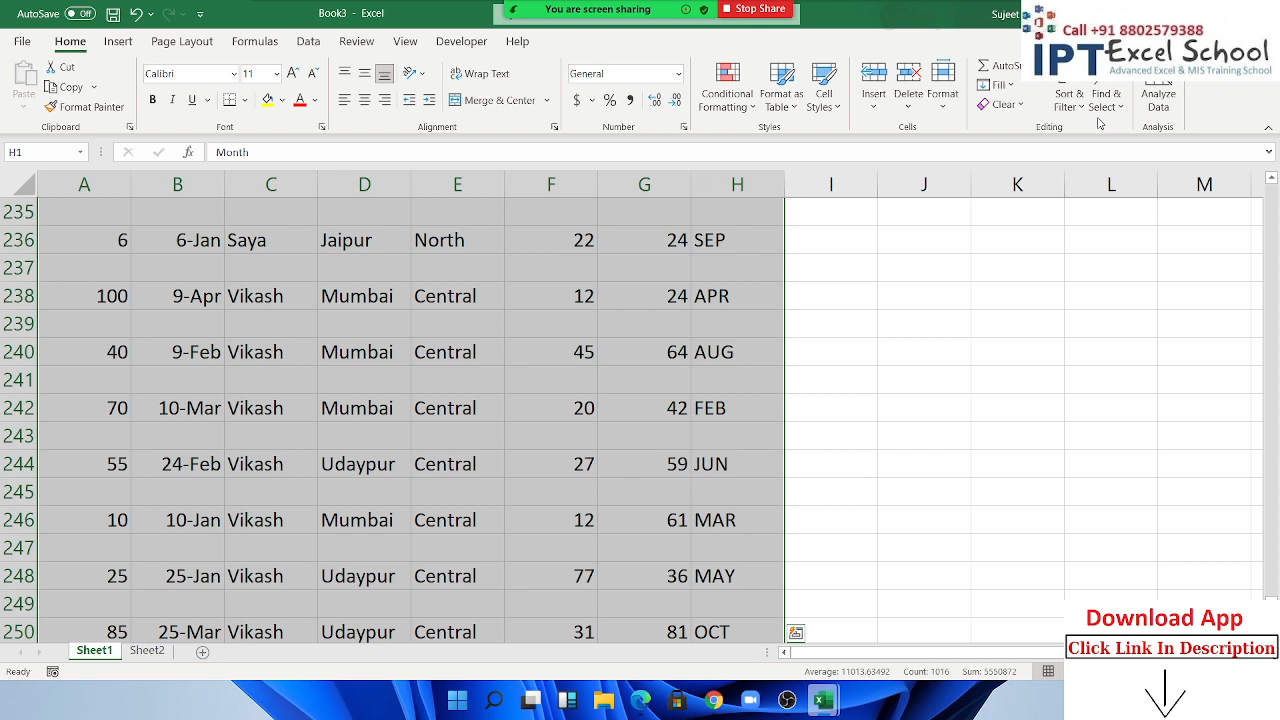 AutoSave Off Book3 - Excel You are screen sharing Stop Share Sujeet
Call +91 8802579388
IPT Excel School
Advanced Excel & MIS Training School
File Home Insert Page Layout Formulas Data Review View Developer Help
Paste Cut Copy Format Painter
Calibri 11 Wrap Text Merge & Center General
Conditional Formatting Format as Table Cell Styles Insert Delete Format
AutoS Fill Clear Sort & Filter Find & Select Analyze Data
Clipboard Font Alignment Number Styles Cells Editing Analysis
H1 fx Month
A B C D E F G H I J K L M
235
236 6 6-Jan Saya Jaipur North 22 24 SEP
237
238 100 9-Apr Vikash Mumbai Central 12 24 APR
239
240 40 9-Feb Vikash Mumbai Central 45 64 AUG
241
242 70 10-Mar Vikash Mumbai Central 20 42 FEB
243
244 55 24-Feb Vikash Udaypur Central 27 59 JUN
245
246 10 10-Jan Vikash Mumbai Central 12 61 MAR
247
248 25 25-Jan Vikash Udaypur Central 77 36 MAY
249
250 85 25-Mar Vikash Udaypur Central 31 81 OCT
Download App
Click Link In Description
Sheet1 Sheet2
Ready Average: 11013.63492 Count: 1016 Sum: 5550872